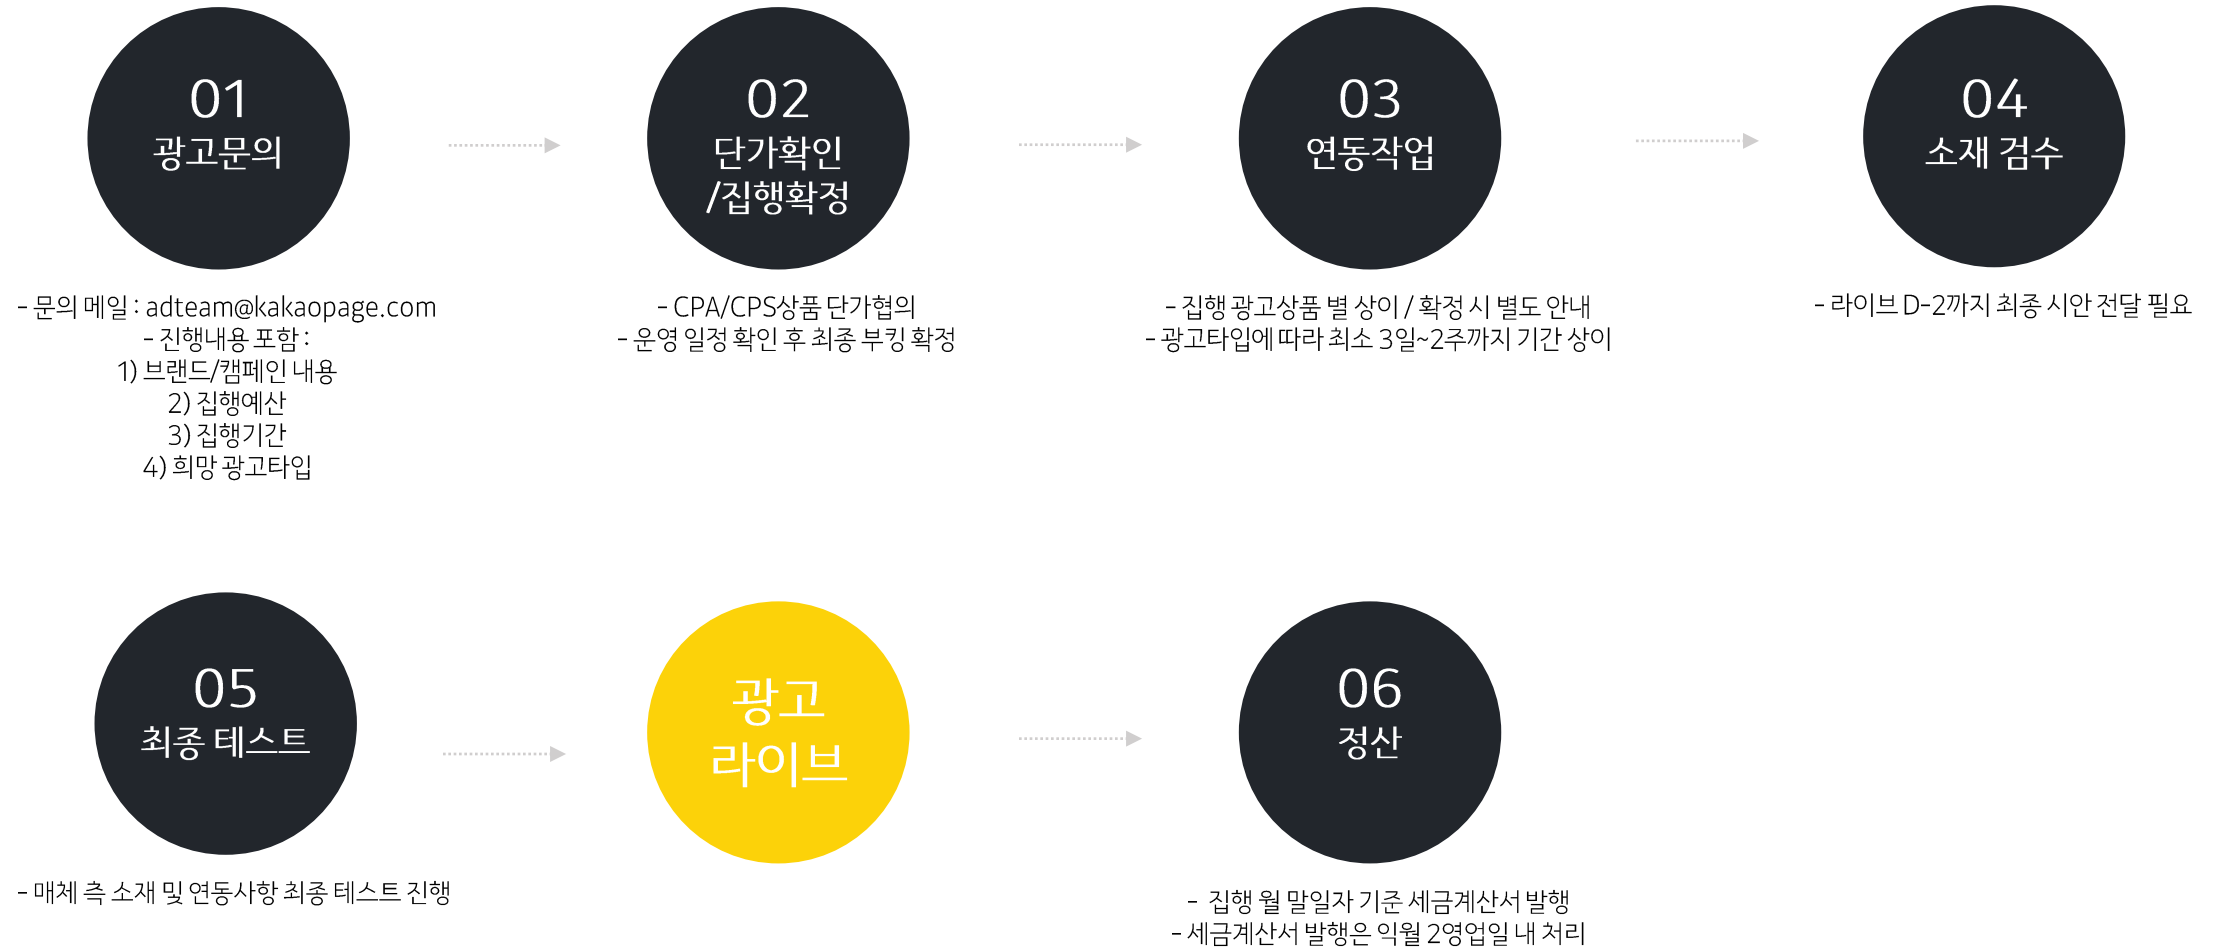 01
광고문의
- 문의 메일 : adteam@kakaopage.com
- 진행내용 포함 :
1) 브랜드/캠페인 내용
2) 집행예산
3) 집행기간
4) 희망 광고타입
02
단가확인
/집행확정
- CPA/CPS상품 단가협의
- 운영 일정 확인 후 최종 부킹 확정
03
연동작업
- 집행 광고상품 별 상이 / 확정 시 별도 안내
- 광고타입에 따라 최소 3일~2주까지 기간 상이
04
소재 검수
- 라이브 D-2까지 최종 시안 전달 필요
05
최종 테스트
- 매체 측 소재 및 연동사항 최종 테스트 진행
광고
라이브
06
정산
- 집행 월 말일자 기준 세금계산서 발행
- 세금계산서 발행은 익월 2영업일 내 처리